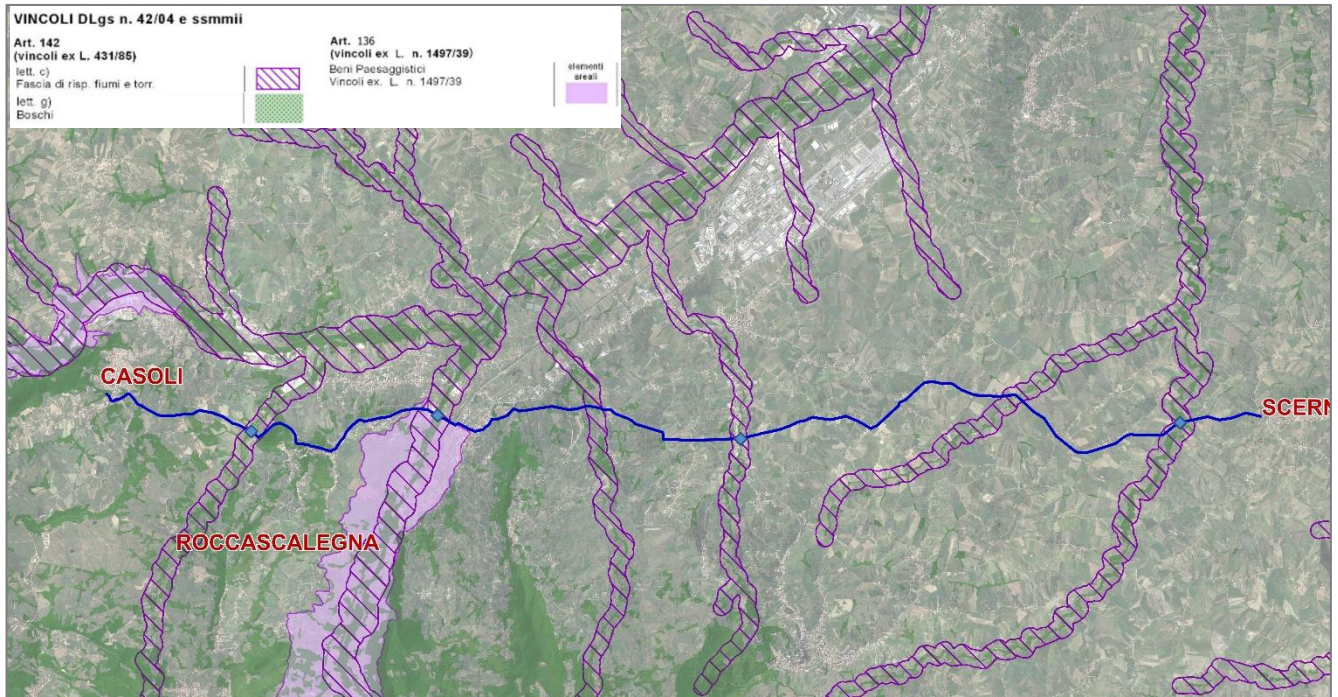 VINCOLI DLgs n. 42/04 e ssmmii
Art. 142
(vincoli ex L. 431/85)
lett. c)
Fascia di risp. fiumi e torr.
lett. g)
Boschi
Art. 136
(vincoli ex L. n. 1497/39)
Beni Paesaggistici
Vincoli ex. L. n. 1497/39
elementi
areali
CASOLI
SCERN
ROCCASCALEGNA